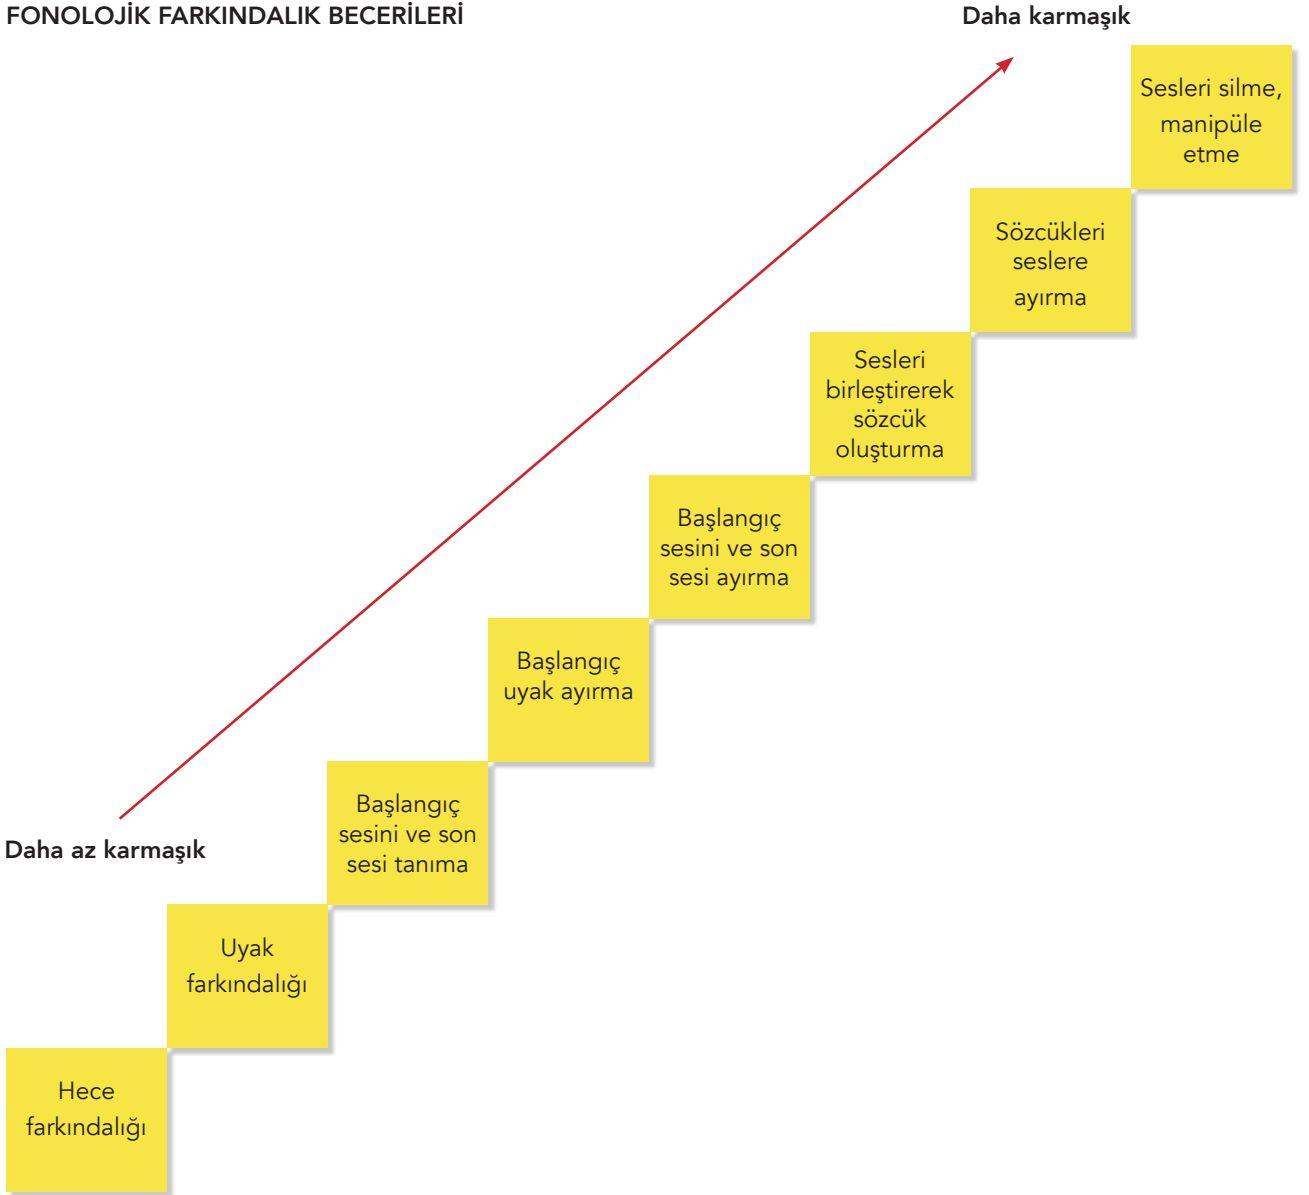 FONOLOJİK FARKINDALIK BECERİLERİ
Daha karmaşık
Sesleri silme,
manipüle
etme
Sözcükleri
seslere
ayırma
Sesleri
birleştirerek
sözcük
oluşturma
Başlangıç
sesini ve son
sesi ayırma
Başlangıç
uyak ayırma
Başlangıç
sesini ve son
sesi tanıma
Daha az karmaşık
Uyak
farkındalığı
Hece
farkındalığı